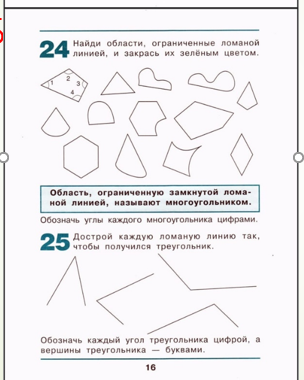 24 Найди области, ограниченные ломаной
линией, и закрась их зелёным цветом.
1 2 3
4
Область, ограниченную замкнутой лома-
ной линией, называют многоугольником.
Обозначь углы каждого многоугольника цифрами.
25 Дострой каждую ломаную линию так,
чтобы получился треугольник.
Обозначь каждый угол треугольника цифрой, а
вершины треугольника — буквами.
16